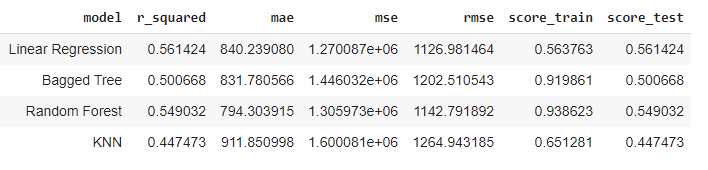 model r_squared mae mse rmse score_train score_test
Linear Regression 0.561424 840.239080 1.270087e+06 1126.981464 0.563763 0.561424
Bagged Tree 0.500668 831.780566 1.446032e+06 1202.510543 0.919861 0.500668
Random Forest 0.549032 794.303915 1.305973e+06 1142.791892 0.938623 0.549032
KNN 0.447473 911.850998 1.600081e+06 1264.943185 0.651281 0.447473